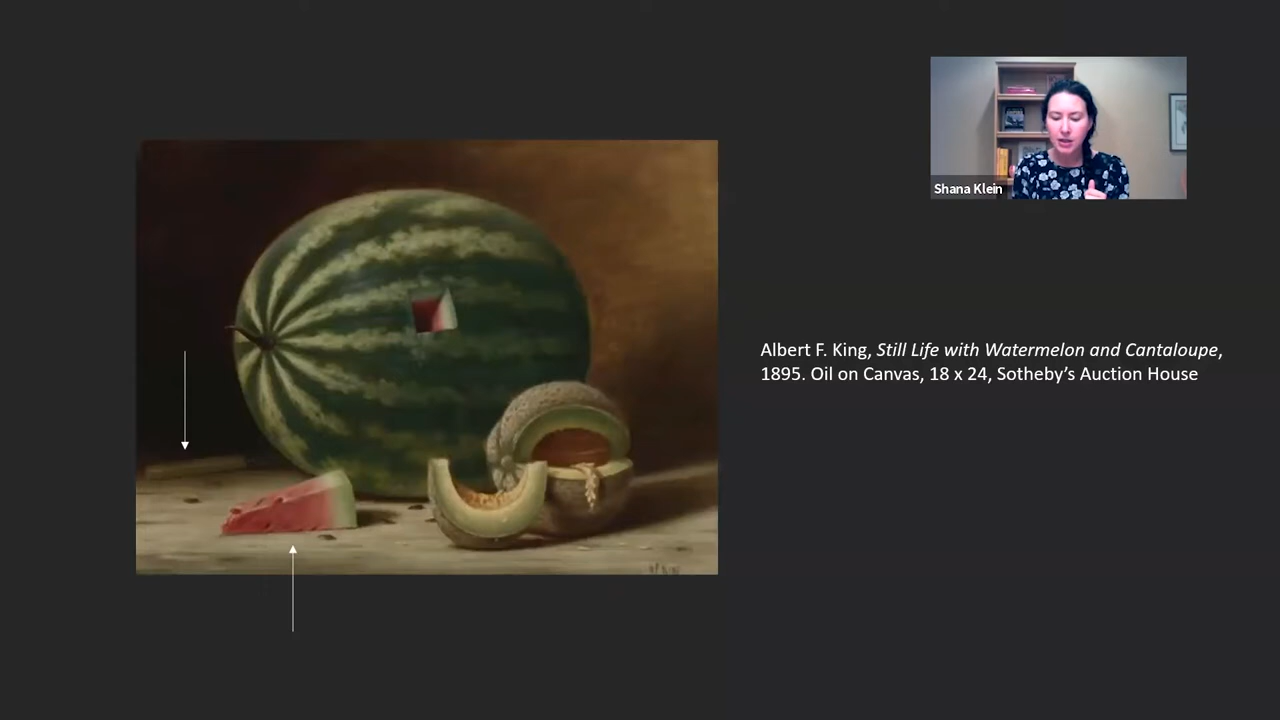 Shana Klein
Albert F. King, Still Life with Watermelon and Cantaloupe,
1895. Oil on Canvas, 18 x 24, Sotheby's Auction House